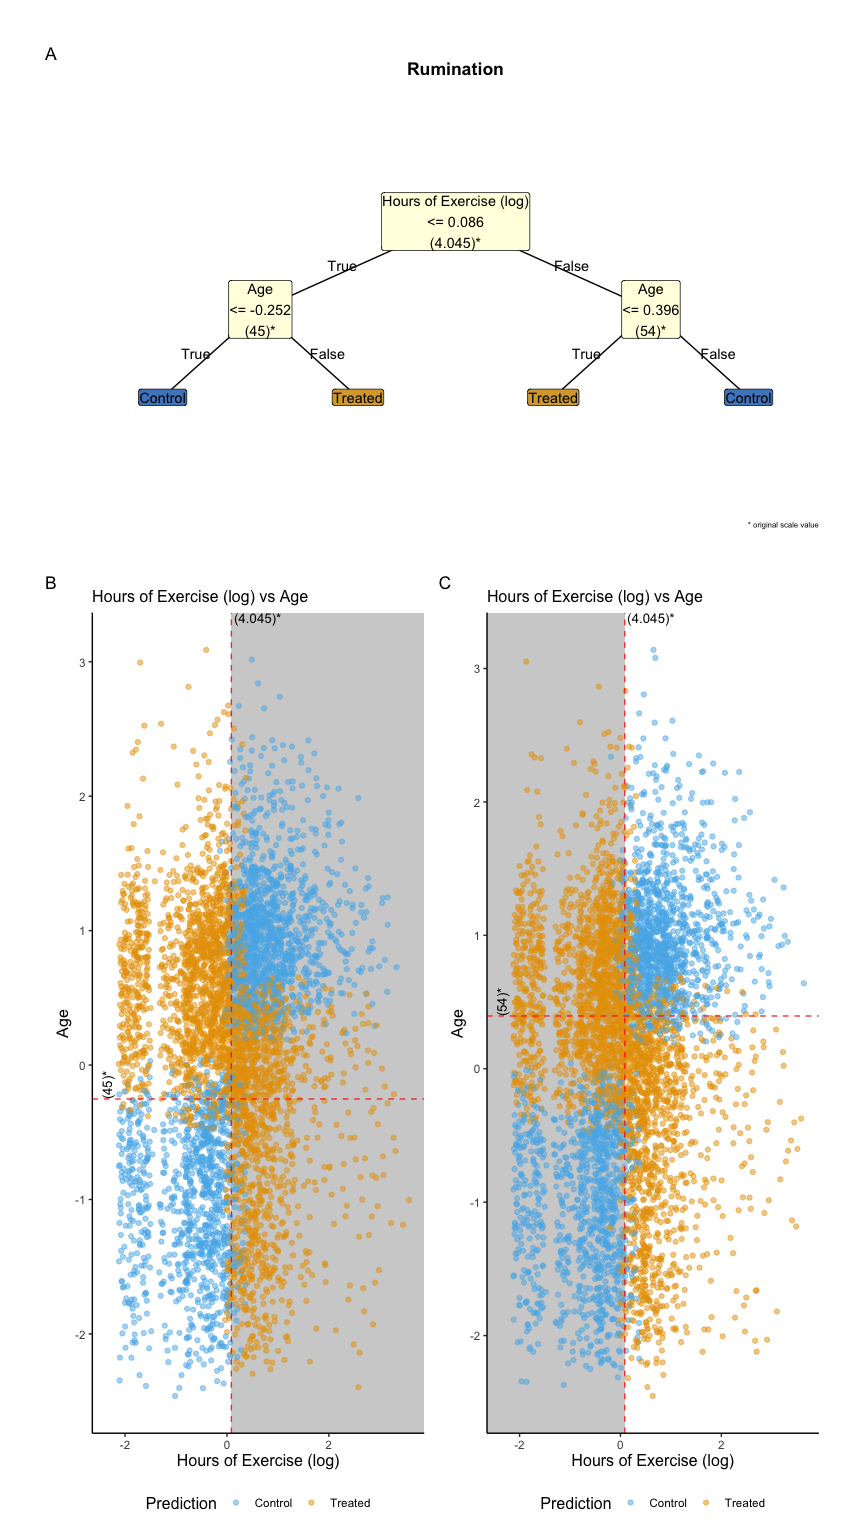 A
Rumination
Hours of Exercise (log)
<= 0.086
(4.045)*
True
False
Age
<= -0.252
(45)*
Age
<= 0.396
(54)*
True
False
True
False
Control
Treated
Treated
Control
* original scale value
B
Hours of Exercise (log) vs Age
(4.045)*
3
2
1
0
-1
-2
Age
(45)*
-2
0
2
Hours of Exercise (log)
Prediction
Control
Treated
C
Hours of Exercise (log) vs Age
(4.045)*
3
2
1
0
-1
-2
Age
(54)*
-2
0
2
Hours of Exercise (log)
Prediction
Control
Treated